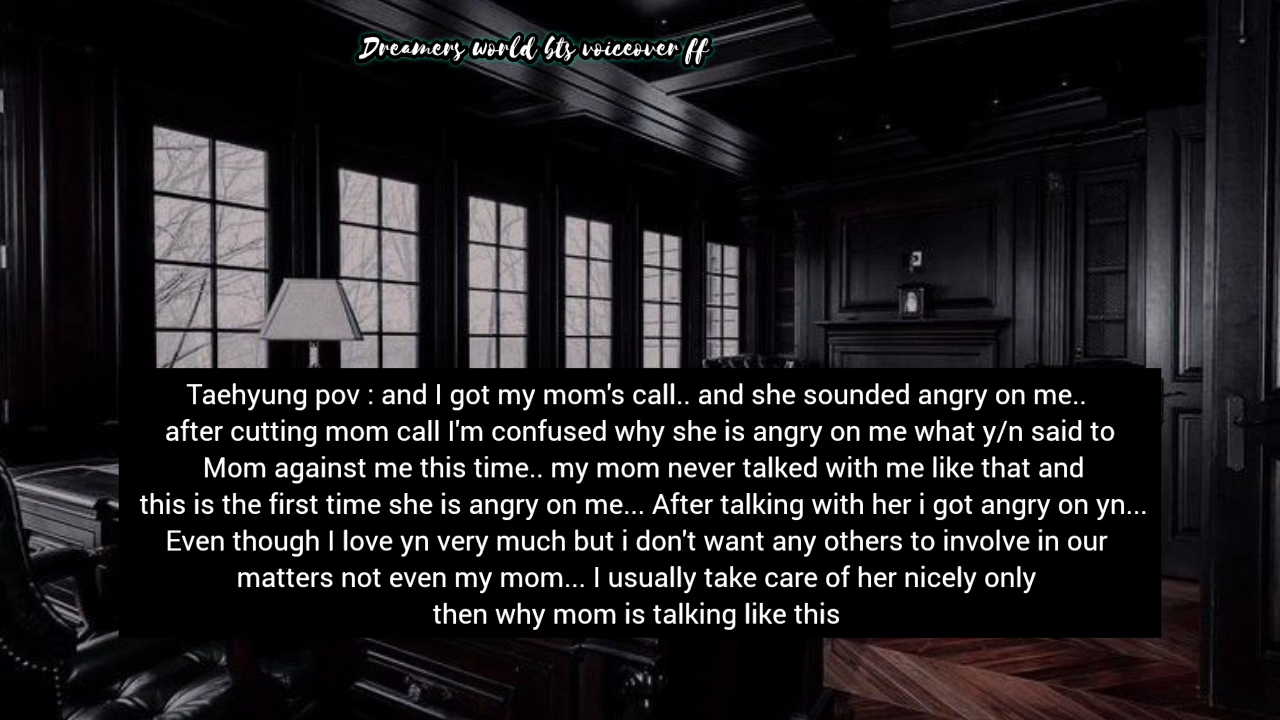 Dreamers world bts voiceover ff
Taehyung pov : and I got my mom's call.. and she sounded angry on me..
after cutting mom call I'm confused why she is angry on me what y/n said to
Mom against me this time.. my mom never talked with me like that and
this is the first time she is angry on me... After talking with her i got angry on yn...
Even though I love yn very much but i don't want any others to involve in our
matters not even my mom... I usually take care of her nicely only
then why mom is talking like this